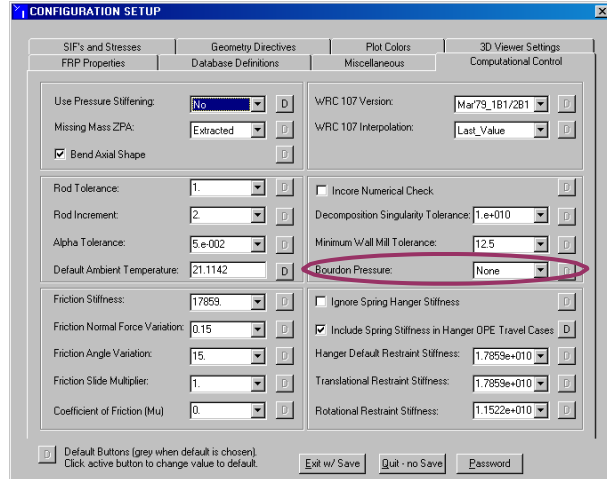 CONFIGURATION SETUP
SIF's and Stresses
Geometry Directives
Plot Colors
3D Viewer Settings
FRP Properties
Database Definitions
Miscellaneous
Computational Control
Use Pressure Stiffening: No D
Missing Mass ZPA: Extracted D
Bend Axial Shape D
WRC 107 Version: Mar'79_1B1/2B1 D
WRC 107 Interpolation: Last_Value D
Rod Tolerance: 1. D
Rod Increment: 2. D
Alpha Tolerance: 5.e-002 D
Default Ambient Temperature: 21.1142 D
Incore Numerical Check D
Decomposition Singularity Tolerance: 1.e+010 D
Minimum Wall Mill Tolerance: 12.5 D
Bourdon Pressure: None D
Friction Stiffness: 17859. D
Friction Normal Force Variation: 0.15 D
Friction Angle Variation: 15. D
Friction Slide Multiplier: 1. D
Coefficient of Friction (Mu) 0. D
Ignore Spring Hanger Stiffness D
Include Spring Stiffness in Hanger OPE Travel Cases D
Hanger Default Restraint Stiffness: 1.7859e+010 D
Translational Restraint Stiffness: 1.7859e+010 D
Rotational Restraint Stiffness: 1.1522e+010 D
D Default Buttons (grey when default is chosen).
Click active button to change value to default.
Exit w/ Save
Quit - no Save
Password